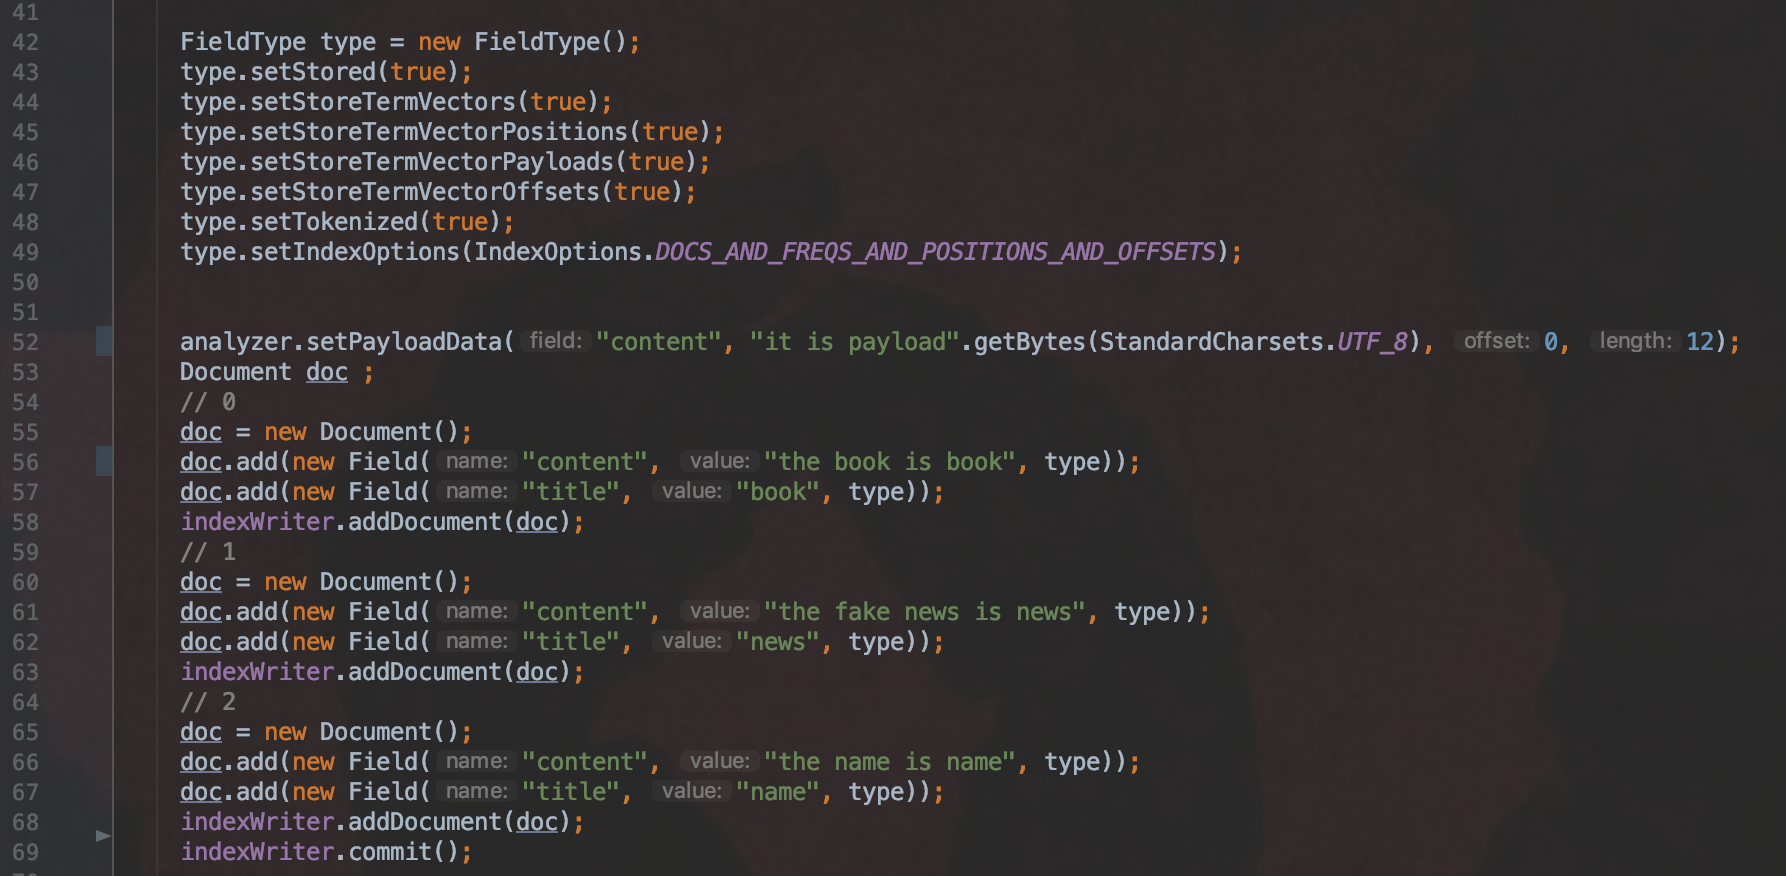 41
42 FieldType type = new FieldType();
43 type.setStored(true);
44 type.setStoreTermVectors(true);
45 type.setStoreTermVectorPositions(true);
46 type.setStoreTermVectorPayloads(true);
47 type.setStoreTermVectorOffsets(true);
48 type.setTokenized(true);
49 type.setIndexOptions(IndexOptions.DOCS_AND_FREQS_AND_POSITIONS_AND_OFFSETS);
50
51
52 analyzer.setPayloadData( field: "content", "it is payload".getBytes(StandardCharsets.UTF_8), offset: 0, length: 12);
53 Document doc ;
54 // 0
55 doc = new Document();
56 doc.add(new Field( name: "content", value: "the book is book", type));
57 doc.add(new Field( name: "title", value: "book", type));
58 indexWriter.addDocument(doc);
59 // 1
60 doc = new Document();
61 doc.add(new Field( name: "content", value: "the fake news is news", type));
62 doc.add(new Field( name: "title", value: "news", type));
63 indexWriter.addDocument(doc);
64 // 2
65 doc = new Document();
66 doc.add(new Field( name: "content", value: "the name is name", type));
67 doc.add(new Field( name: "title", value: "name", type));
68 indexWriter.addDocument(doc);
69 indexWriter.commit();